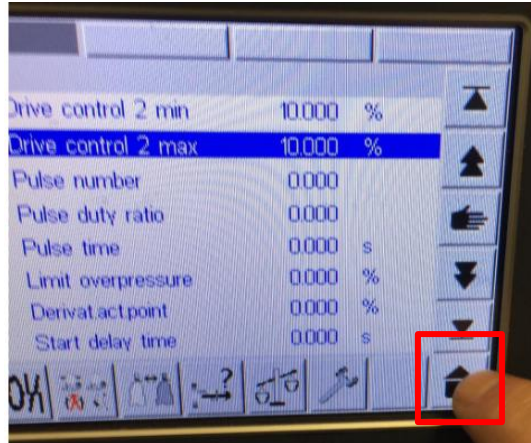 Drive control 2 min 10.000 %
Drive control 2 max 10.000 %
Pulse number 0.000
Pulse duty ratio 0.000
Pulse time 0.000 s
Limit overpressure 0.000 %
Derivat.act.point 0.000 %
Start delay time 0.000 s
OK ?